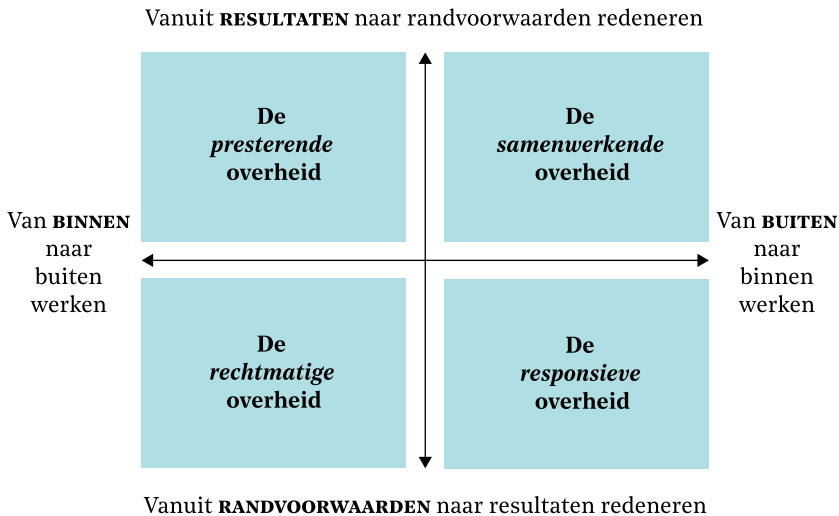 Vanuit RESULTATEN naar randvoorwaarden redeneren
De
presterende
overheid
De
samenwerkende
overheid
Van BINNEN
naar
buiten
werken
Van BUITEN
naar
binnen
werken
De
rechtmatige
overheid
De
responsieve
overheid
Vanuit RANDVOORWAARDEN naar resultaten redeneren